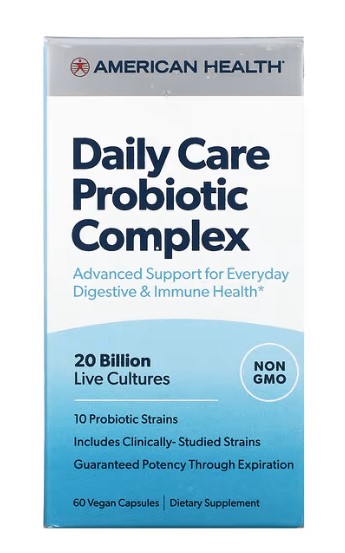 AMERICAN HEALTH®
Daily Care
Probiotic
Complex
Advanced Support for Everyday
Digestive & Immune Health*
20 Billion
Live Cultures
NON
GMO
10 Probiotic Strains
Includes Clinically- Studied Strains
Guaranteed Potency Through Expiration
60 Vegan Capsules | Dietary Supplement